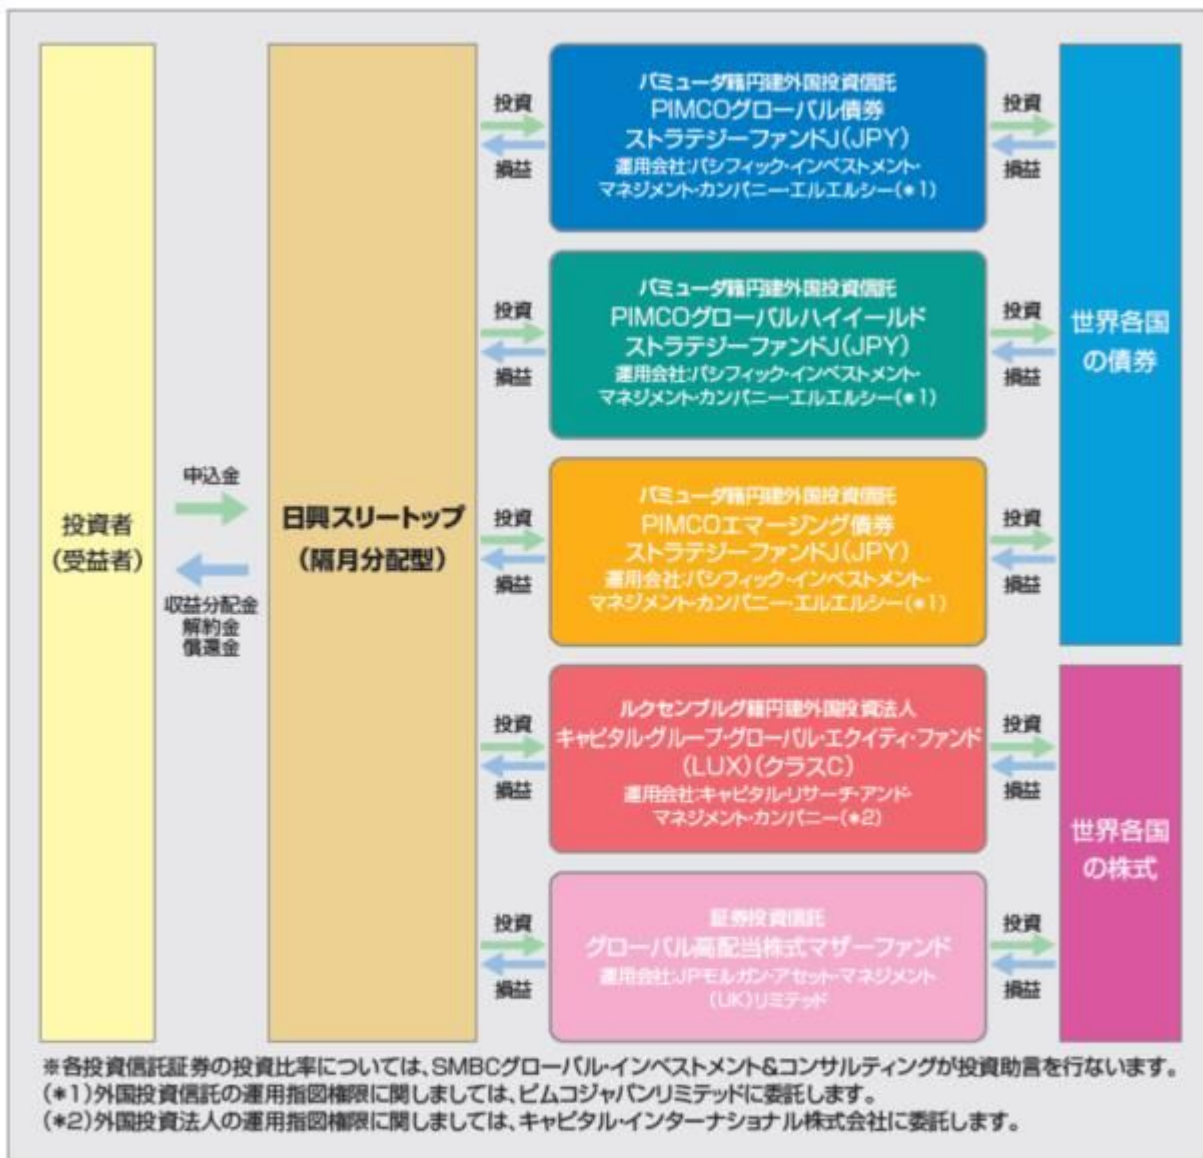 投資者
(受益者)
申込金
収益分配金
解約金
償還金
日興スリートップ
(隔月分配型)
投資
損益
バミューダ籍円建外国投資信託
PIMCOグローバル債券
ストラテジーファンドJ(JPY)
運用会社:パシフィック・インベストメント・
マネジメント・カンパニー・エルエルシー(*1)
投資
損益
投資
損益
バミューダ籍円建外国投資信託
PIMCOグローバルハイイールド
ストラテジーファンドJ(JPY)
運用会社:パシフィック・インベストメント・
マネジメント・カンパニー・エルエルシー(*1)
投資
損益
投資
損益
バミューダ籍円建外国投資信託
PIMCOエマージング債券
ストラテジーファンドJ(JPY)
運用会社:パシフィック・インベストメント・
マネジメント・カンパニー・エルエルシー(*1)
投資
損益
世界各国
の債券
投資
損益
ルクセンブルグ籍円建外国投資法人
キャピタル・グループ・グローバル・エクイティ・ファンド
(LUX)(クラスC)
運用会社:キャピタル・リサーチ・アンド・
マネジメント・カンパニー(*2)
投資
損益
投資
損益
証券投資信託
グローバル高配当株式マザーファンド
運用会社:JPモルガン・アセット・マネジメント
(UK)リミテッド
投資
損益
世界各国
の株式
※各投資信託証券の投資比率については、SMBCグローバル・インベストメント&コンサルティングが投資助言を行ないます。
(*1)外国投資信託の運用指図権限に関しましては、ピムコジャパンリミテッドに委託します。
(*2)外国投資法人の運用指図権限に関しましては、キャピタル・インターナショナル株式会社に委託します。